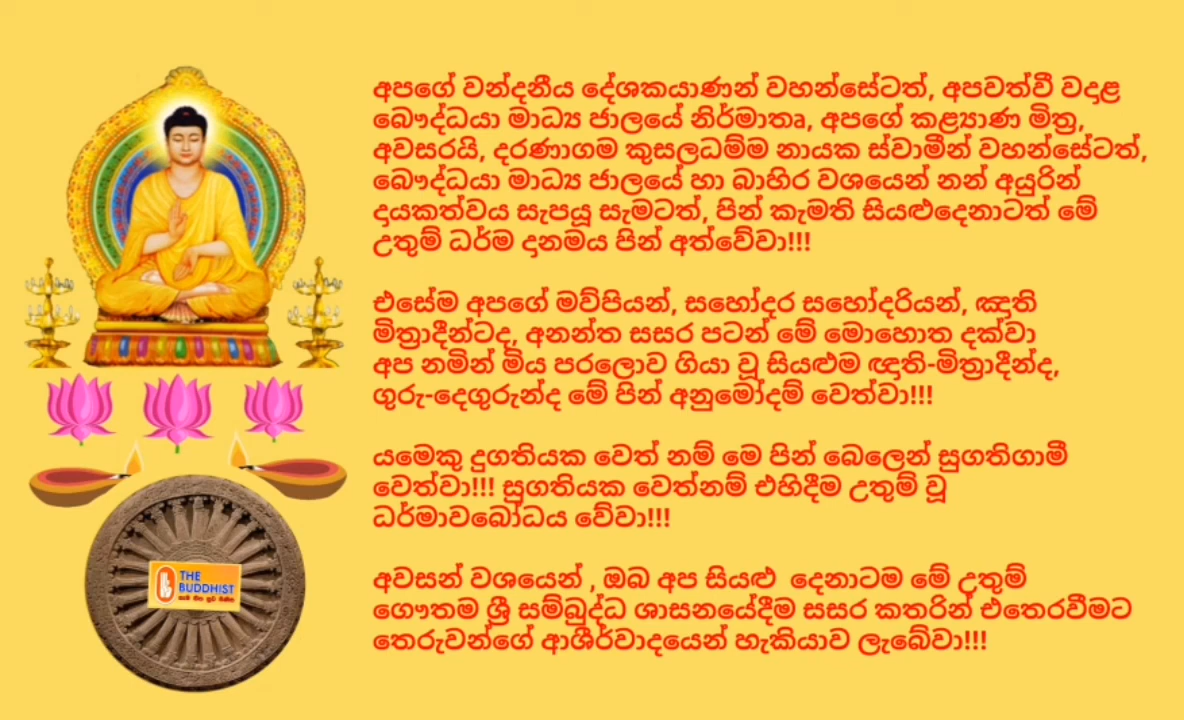 අපගේ වන්දනීය දේශකයාණන් වහන්සේටත්, අපවත්වී වදාළ
බෞද්ධයා මාධ්‍ය ජාලයේ නිර්මාතෘ, අපගේ කළ්‍යාණ මිත්‍ර,
අවසරයි, දරණාගම කුසලධම්ම නායක ස්වාමීන් වහන්සේටත්,
බෞද්ධයා මාධ්‍ය ජාලයේ හා බාහිර වශයෙන් නන් අයුරින්
දායකත්වය සැපයූ සැමටත්, පින් කැමති සියළුදෙනාටත් මේ
උතුම් ධර්ම දානමය පින් අත්වේවා!!!
එසේම අපගේ මව්පියන්, සහෝදර සහෝදරියන්, ඤාති
මිත්‍රාදීන්ටද, අනන්ත සසර පටන් මේ මොහොත දක්වා
අප නමින් මිය පරලොව ගියා වූ සියළුම ඥාති-මිත්‍රාදීන්ද,
ගුරු-දෙගුරුන්ද මේ පින් අනුමෝදම් වෙත්වා!!!
යමෙකු දුගතියක වෙත් නම් මෙ පින් බෙලෙන් සුගතිගාමී
වෙත්වා!!! සුගතියක වෙත්නම් එහිදීම උතුම් වූ
ධර්මාවබෝධය වේවා!!!
අවසන් වශයෙන් , ඔබ අප සියළු දෙනාටම මේ උතුම්
ගෞතම ශ්‍රී සම්බුද්ධ ශාසනයේදීම සසර කතරින් එතෙරවීමට
තෙරුවන්ගේ ආශීර්වාදයෙන් හැකියාව ලැබේවා!!!
THE
BUDDHIST